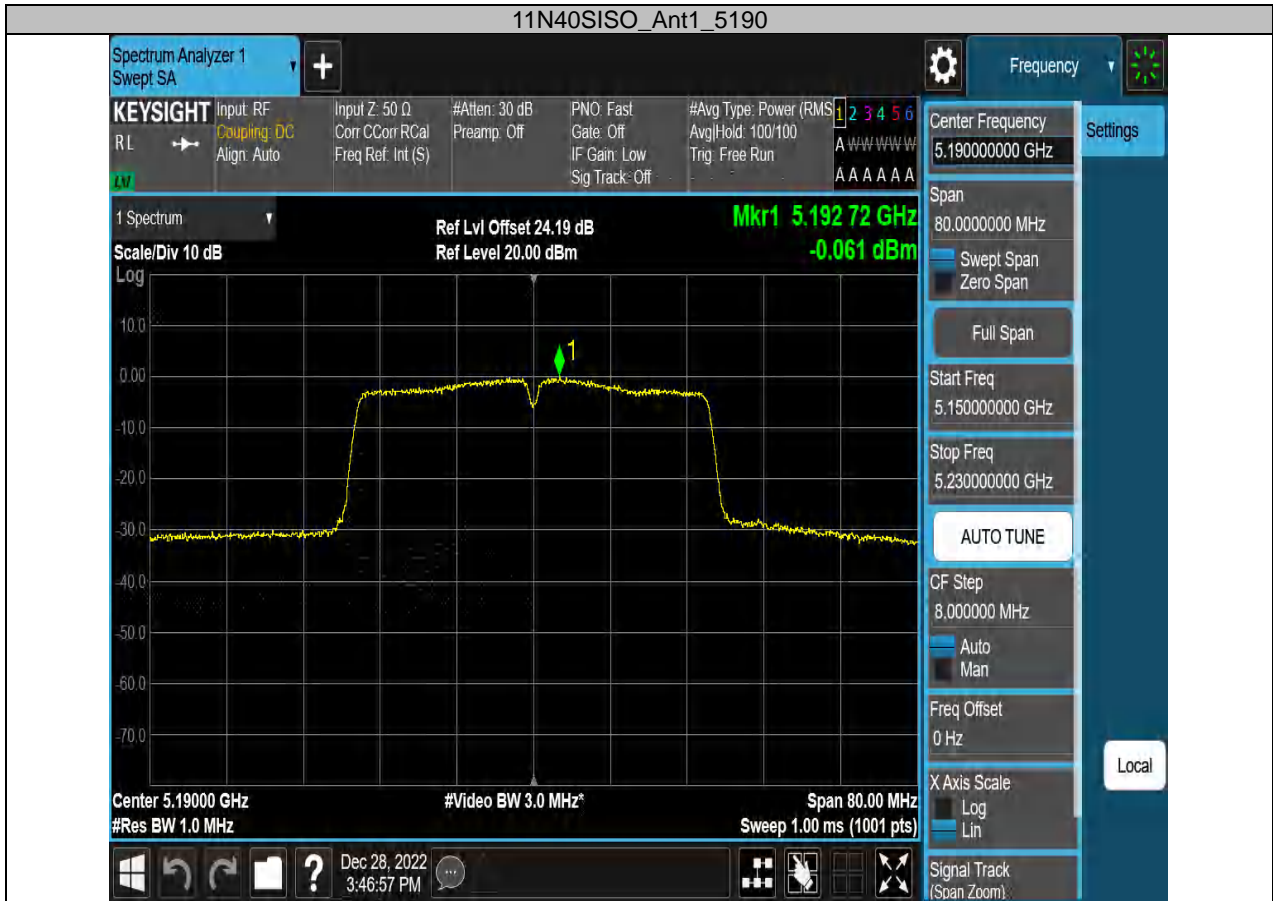 11N40SISO_Ant1_5190
Spectrum Analyzer 1
Swept SA
Frequency
KEYSIGHT
RL
Input: RF
Coupling: DC
Align: Auto
Input Z: 50 Ω
Corr CCorr RCal
Freq Ref: Int (S)
#Atten: 30 dB
Preamp: Off
PNO: Fast
Gate: Off
IF Gain: Low
Sig Track: Off
#Avg Type: Power (RMS
Avg|Hold: 100/100
Trig: Free Run
1 2 3 4 5 6
A W W W W W
A A A A A A
1 Spectrum
Scale/Div 10 dB
Ref Lvl Offset 24.19 dB
Ref Level 20.00 dBm
Mkr1 5.192 72 GHz
-0.061 dBm
Log
10.0
0.00
-10.0
-20.0
-30.0
-40.0
-50.0
-60.0
-70.0
1
Center 5.19000 GHz
#Res BW 1.0 MHz
#Video BW 3.0 MHz*
Span 80.00 MHz
Sweep 1.00 ms (1001 pts)
Dec 28, 2022
3:46:57 PM
Center Frequency
5.190000000 GHz
Settings
Span
80.0000000 MHz
Swept Span
Zero Span
Full Span
Start Freq
5.150000000 GHz
Stop Freq
5.230000000 GHz
AUTO TUNE
CF Step
8.000000 MHz
Auto
Man
Freq Offset
0 Hz
X Axis Scale
Log
Lin
Local
Signal Track
(Span Zoom)